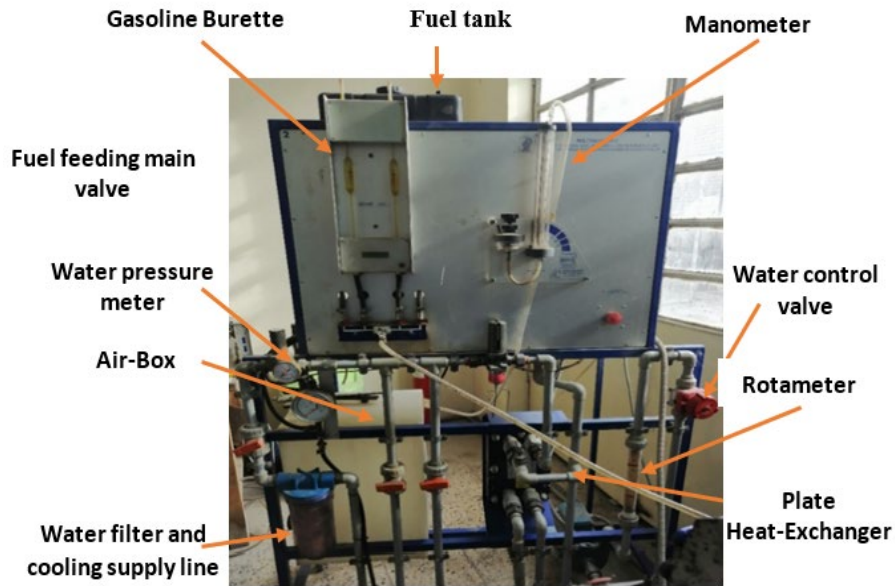 Gasoline Burette
Fuel tank
Manometer
Fuel feeding main
valve
Water pressure
meter
Water control
valve
Air-Box
Rotameter
Plate
Heat-Exchanger
Water filter and
cooling supply line